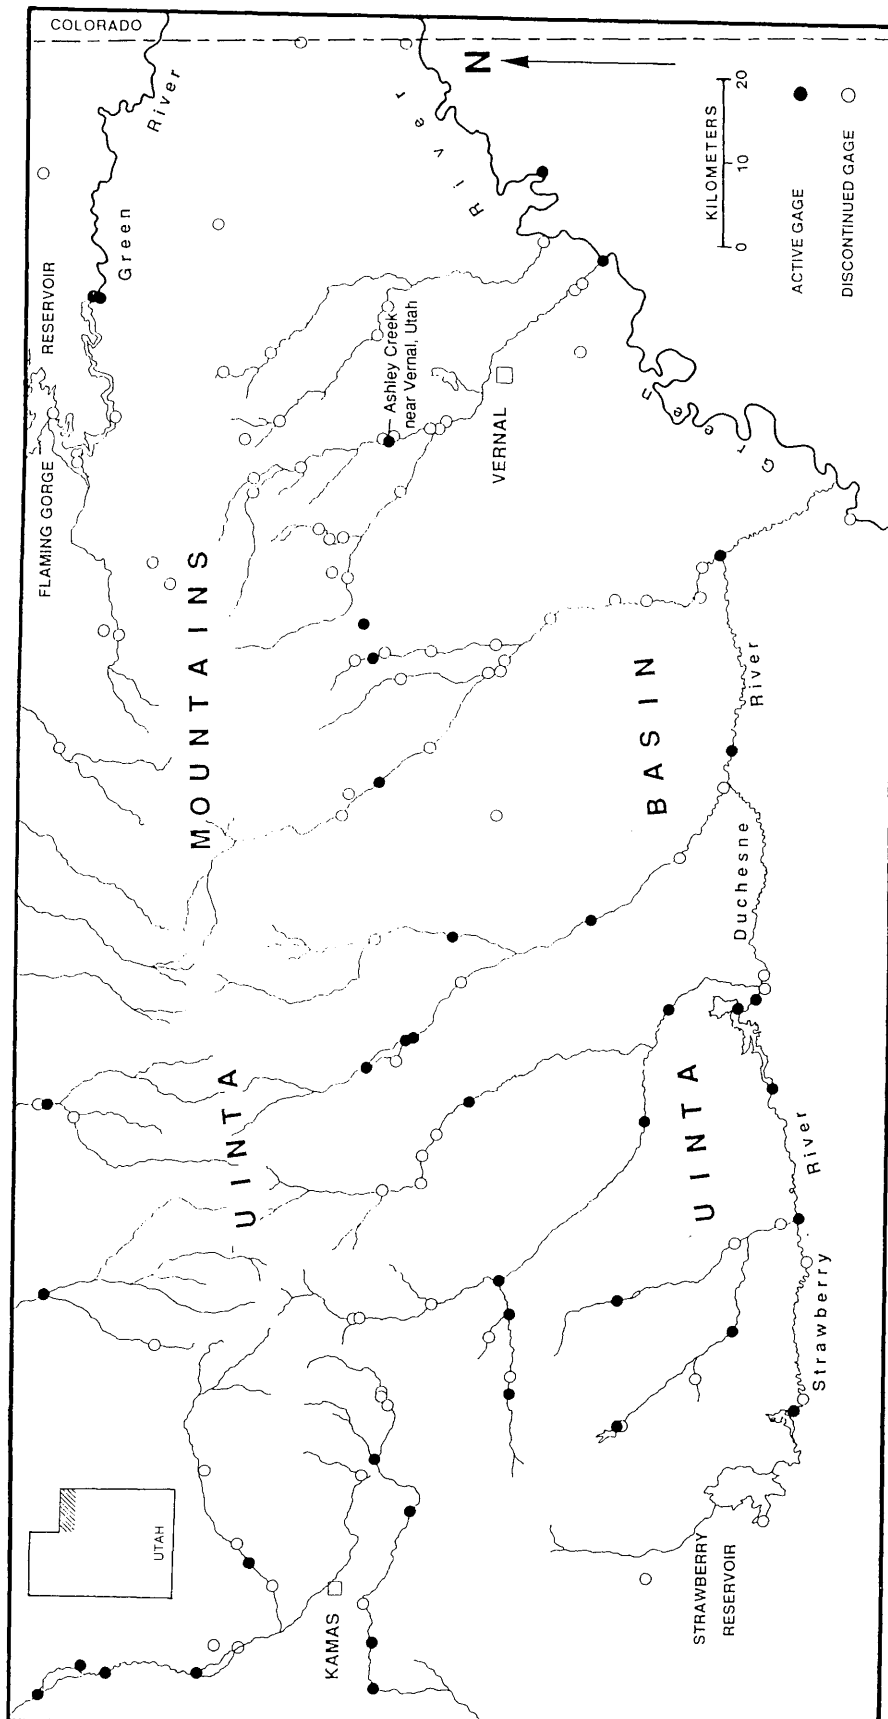 COLORADO
River
Green
FLAMING GORGE
RESERVOIR
N
River
Green
KILOMETERS
0 10 20
ACTIVE GAGE
DISCONTINUED GAGE
Ashley Creek
near Vernal, Utah
VERNAL
UINTA MOUNTAINS
UINTA BASIN
Duchesne River
Strawberry River
STRAWBERRY
RESERVOIR
KAMAS
UTAH